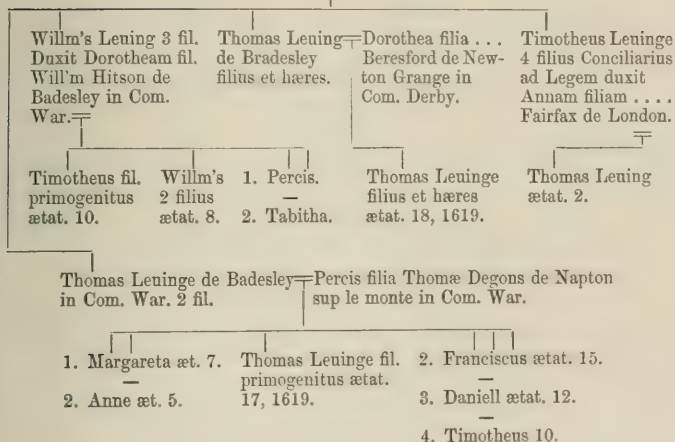 Willm's Leuing 3 fil.
Duxit Dorotheam fil.
Will'm Hitson de
Badesley in Com.
War.
Thomas Leuing
de Bradesley
filius et hæres.
Dorothea filia . . .
Beresford de New-
ton Grange in
Com. Derby.
Timotheus Leuinge
4 filius Conciliarius
ad Legem duxit
Annam filiam . . . .
Fairfax de London.
Timotheus fil.
primogenitus
ætat. 10.
Willm's
2 filius
ætat. 8.
1. Percis.
—
2. Tabitha.
Thomas Leuinge
filius et hæres
ætat. 18, 1619.
Thomas Leuing
ætat. 2.
Thomas Leuinge de Badesley
in Com. War. 2 fil.
Percis filia Thomæ Degons de Napton
sup le monte in Com. War.
1. Margareta æt. 7.
—
2. Anne æt. 5.
Thomas Leuinge fil.
primogenitus ætat.
17, 1619.
2. Franciscus ætat. 15.
—
3. Daniell ætat. 12.
—
4. Timotheus 10.